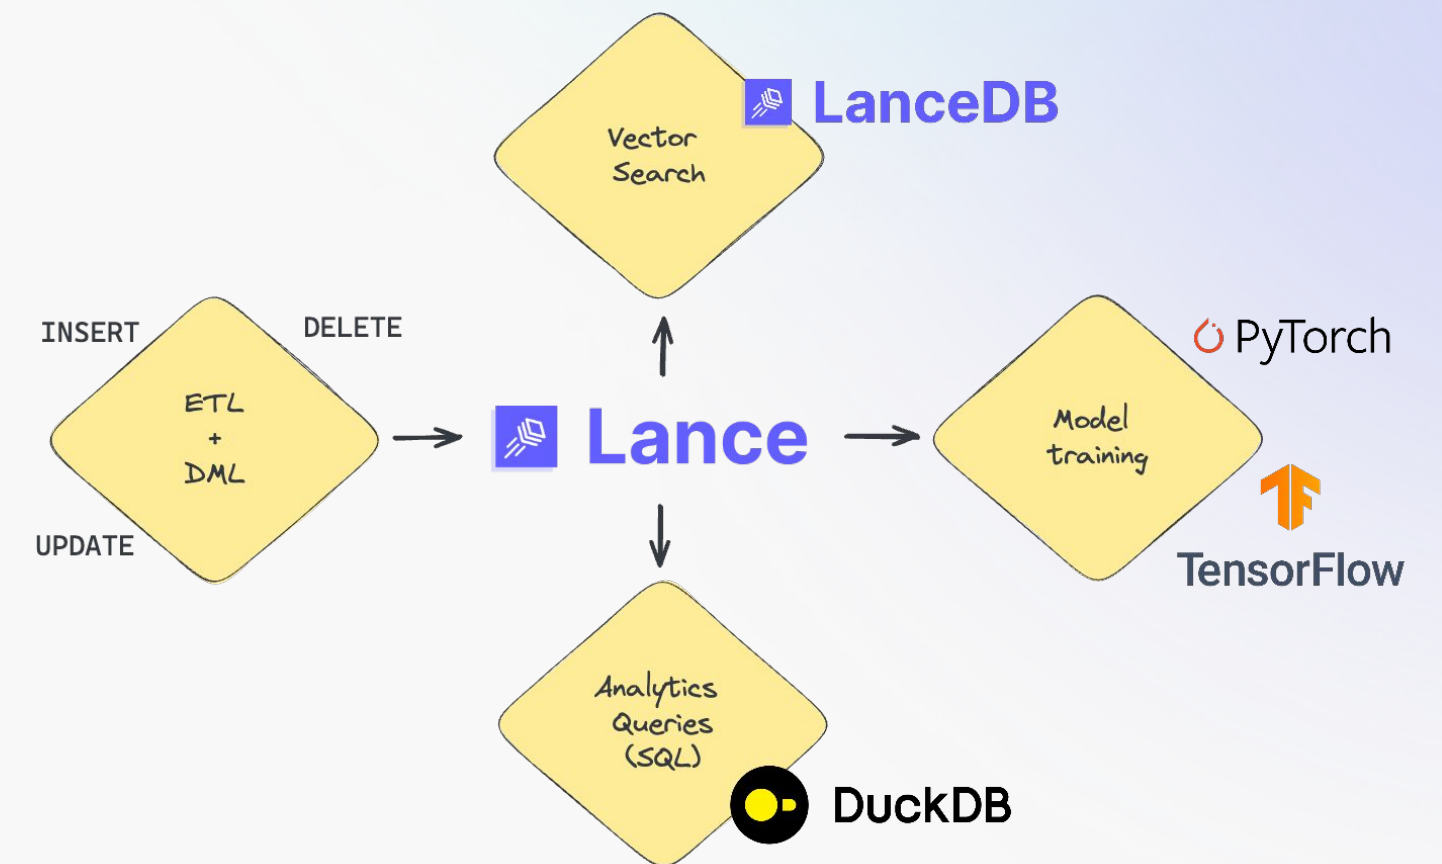 Vector
Search
LanceDB
INSERT
DELETE
ETL
+
DML
UPDATE
Lance
Model
training
PyTorch
TensorFlow
Analytics
Queries
(SQL)
DuckDB